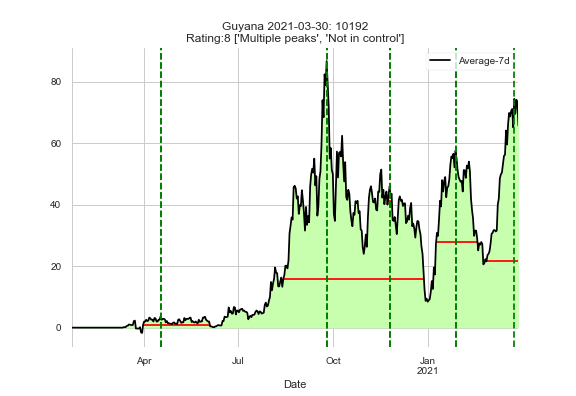 Guyana 2021-03-30: 10192
Rating:8 ['Multiple peaks', 'Not in control']
Average-7d
80
60
40
20
0
Apr
Jul
Oct
Jan
2021
Date